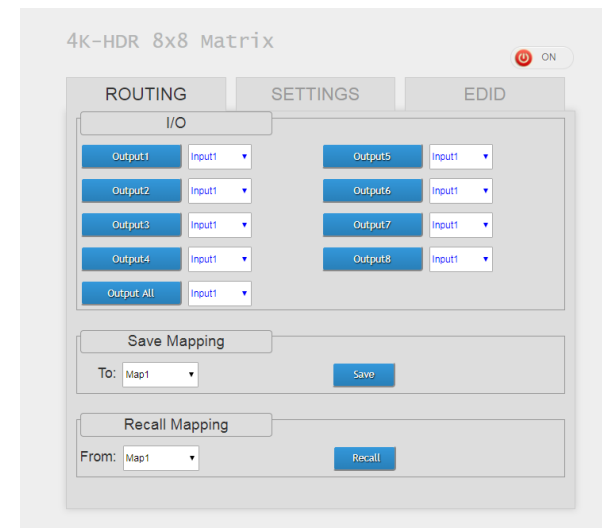 4K-HDR 8x8 Matrix
ON
ROUTING SETTINGS EDID
I/O
Output1 Input1 Output5 Input1
Output2 Input1 Output6 Input1
Output3 Input1 Output7 Input1
Output4 Input1 Output8 Input1
Output All Input1
Save Mapping
To: Map1 Save
Recall Mapping
From: Map1 Recall